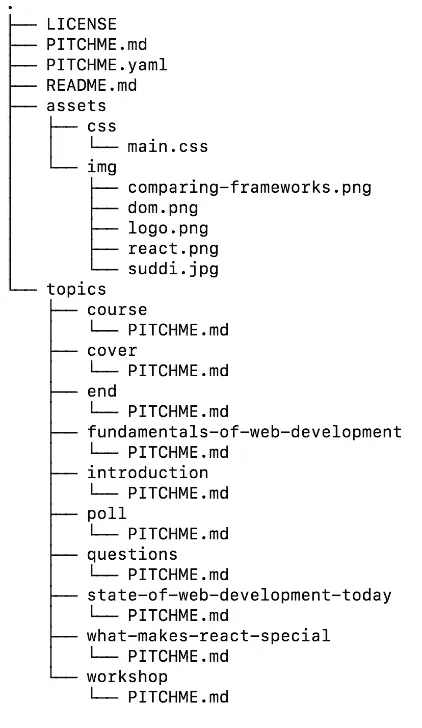 .
├── LICENSE
├── PITCHME.md
├── PITCHME.yaml
├── README.md
├── assets
│   ├── css
│   │   └── main.css
│   └── img
│       ├── comparing-frameworks.png
│       ├── dom.png
│       ├── logo.png
│       ├── react.png
│       └── suddi.jpg
└── topics
    ├── course
    │   └── PITCHME.md
    ├── cover
    │   └── PITCHME.md
    ├── end
    │   └── PITCHME.md
    ├── fundamentals-of-web-development
    │   └── PITCHME.md
    ├── introduction
    │   └── PITCHME.md
    ├── poll
    │   └── PITCHME.md
    ├── questions
    │   └── PITCHME.md
    ├── state-of-web-development-today
    │   └── PITCHME.md
    ├── what-makes-react-special
    │   └── PITCHME.md
    └── workshop
        └── PITCHME.md